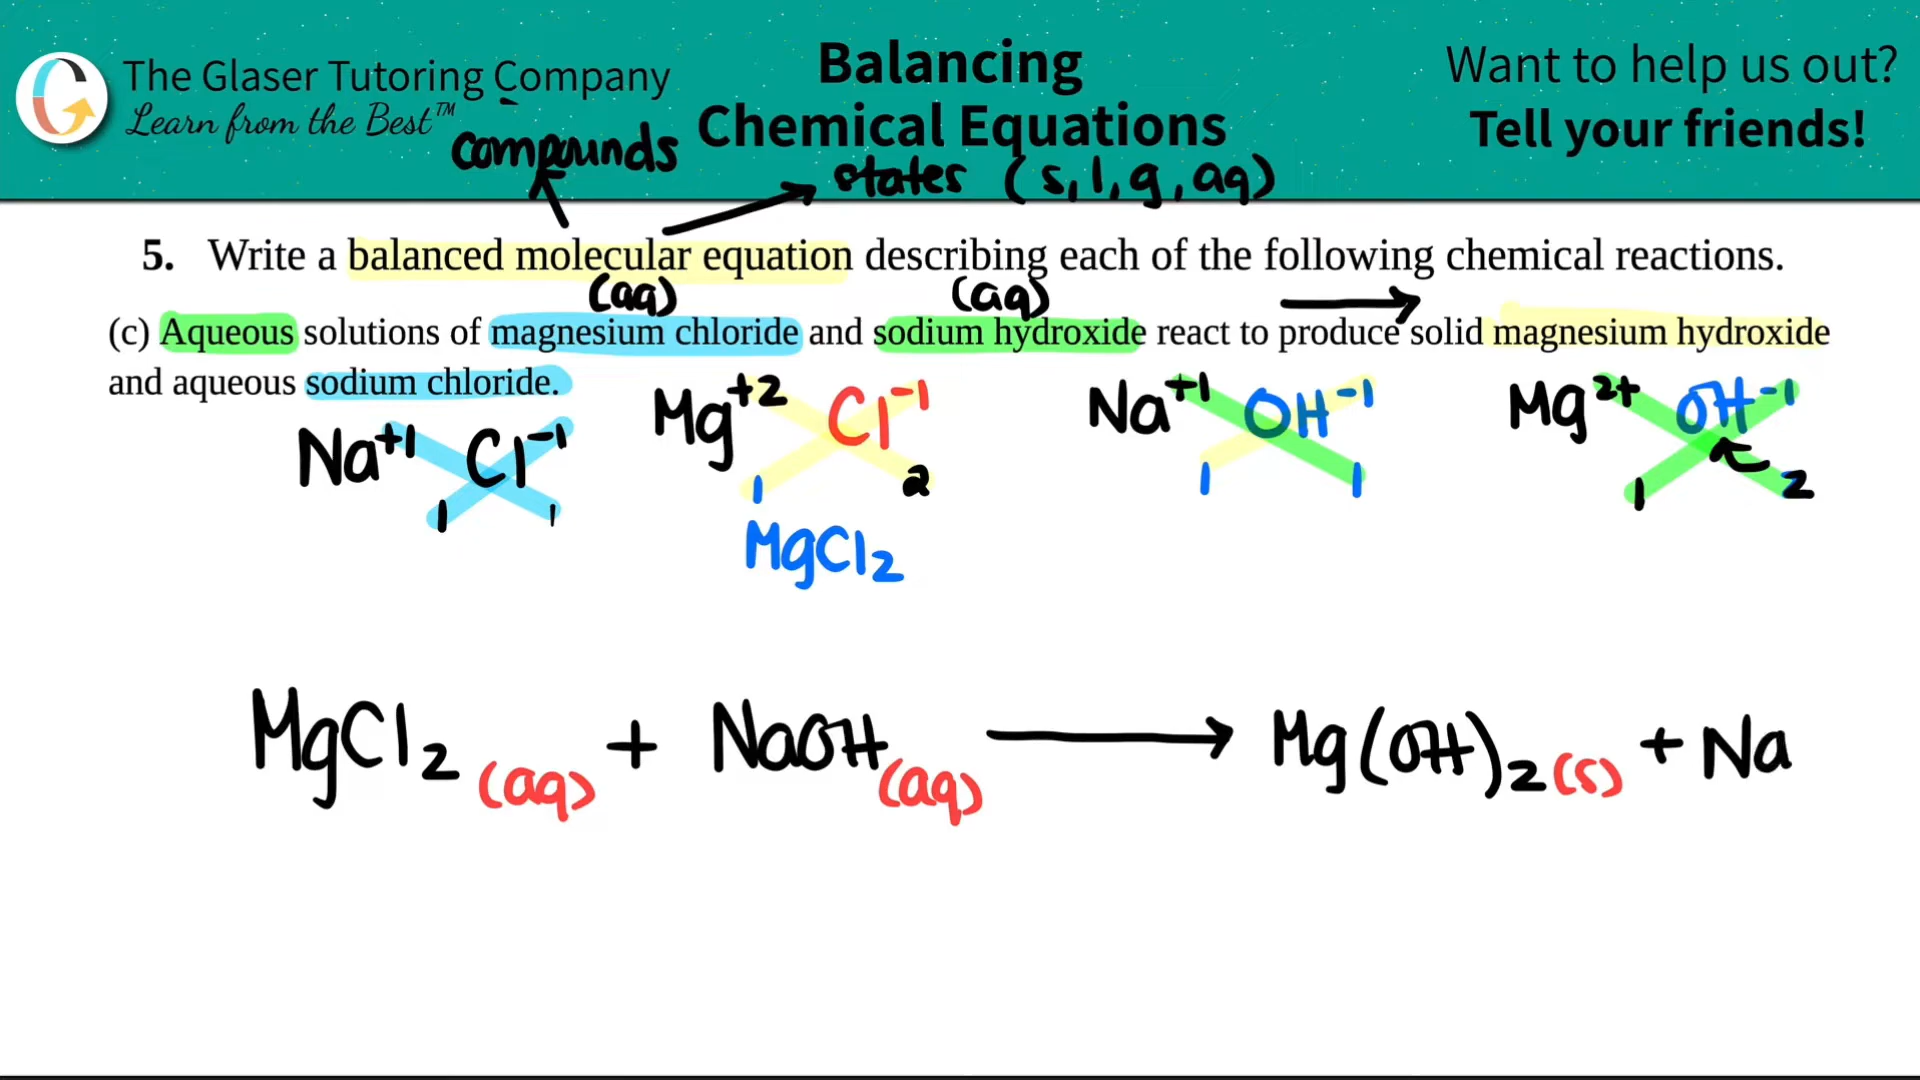 The Glaser Tutoring Company
Learn from the Best™
Balancing
Chemical Equations
Want to help us out?
Tell your friends!
compounds
states (s, l, g, aq)
5. Write a balanced molecular equation describing each of the following chemical reactions.
(aq) (aq)
(c) Aqueous solutions of magnesium chloride and sodium hydroxide react to produce solid magnesium hydroxide
and aqueous sodium chloride.
Na⁺¹ Cl⁻¹
1 1
Mg⁺² Cl⁻¹
1 2
MgCl₂
Na⁺¹ OH⁻¹
1 1
Mg²⁺ OH⁻¹
1 2
MgCl₂ (aq) + NaOH (aq) → Mg(OH)₂ (s) + Na